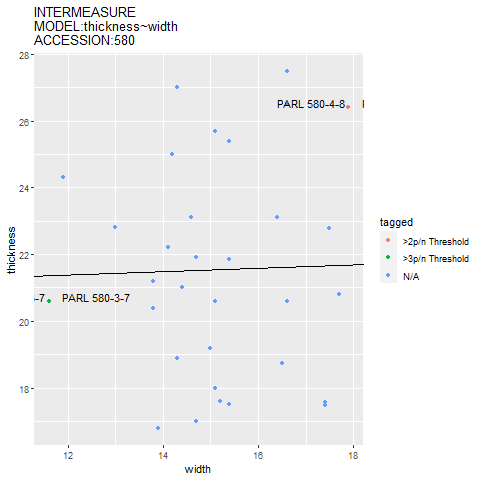 INTERMEASURE
MODEL:thickness~width
ACCESSION:580
28
26
24
22
20
18
thickness
PARL 580-4-8
-7
PARL 580-3-7
12
14
16
18
width
tagged
>2p/n Threshold
>3p/n Threshold
N/A